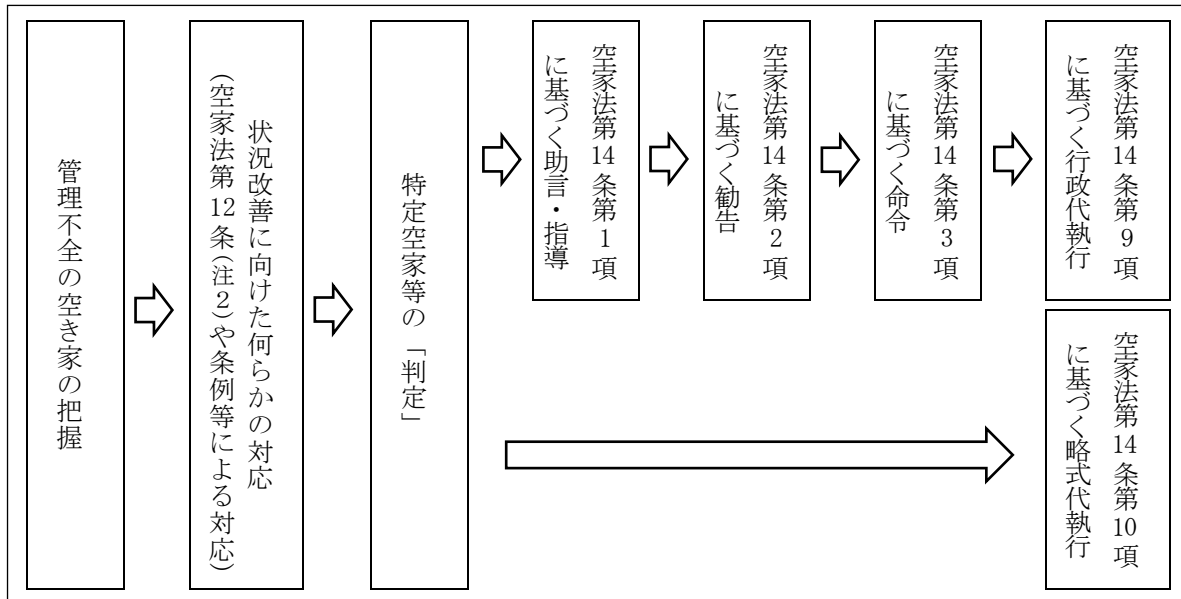 管理不全の空き家の把握
状況改善に向けた何らかの対応
(空家法第12条(注2)や条例等による対応)
特定空家等の「判定」
空家法第14条第1項
に基づく助言・指導
空家法第14条第2項
に基づく勧告
空家法第14条第3項
に基づく命令
空家法第14条第9項
に基づく行政代執行
空家法第14条第10項
に基づく略式代執行